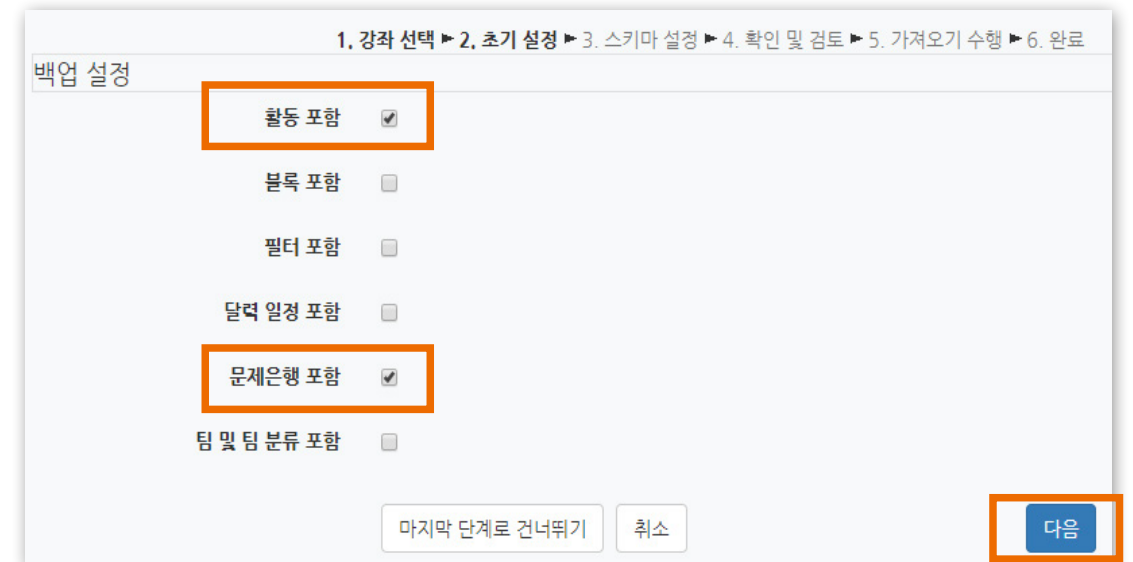 1. 강좌 선택 ► 2. 초기 설정 ► 3. 스키마 설정 ► 4. 확인 및 검토 ► 5. 가져오기 수행 ► 6. 완료
백업 설정
활동 포함
블록 포함
필터 포함
달력 일정 포함
문제은행 포함
팀 및 팀 분류 포함
마지막 단계로 건너뛰기 취소 다음